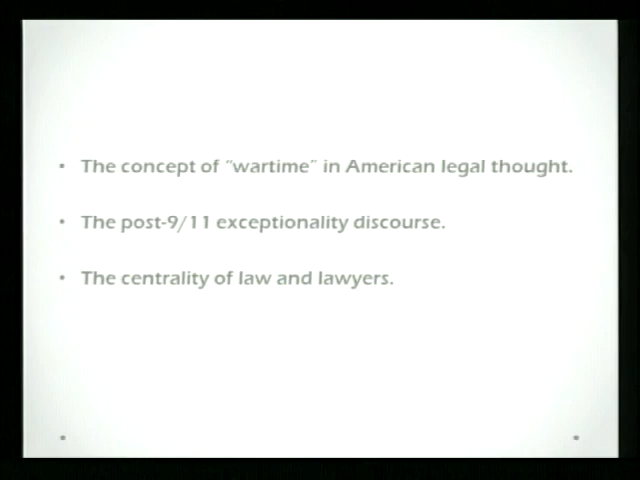 • The concept of "wartime" in American legal thought.
• The post-9/11 exceptionality discourse.
• The centrality of law and lawyers.